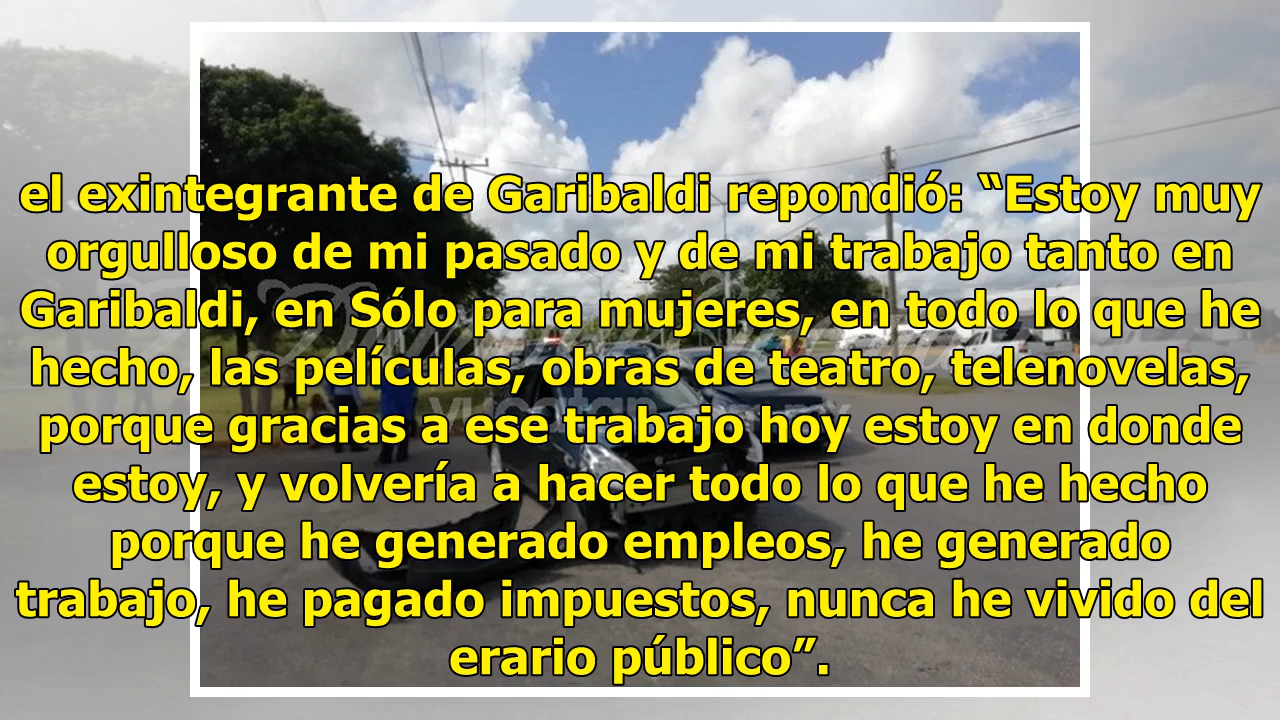 el exintegrante de Garibaldi repondió: “Estoy muy
orgulloso de mi pasado y de mi trabajo tanto en
Garibaldi, en Sólo para mujeres, en todo lo que he
hecho, las películas, obras de teatro, telenovelas,
porque gracias a ese trabajo hoy estoy en donde
estoy, y volvería a hacer todo lo que he hecho
porque he generado empleos, he generado
trabajo, he pagado impuestos, nunca he vivido del
erario público”.